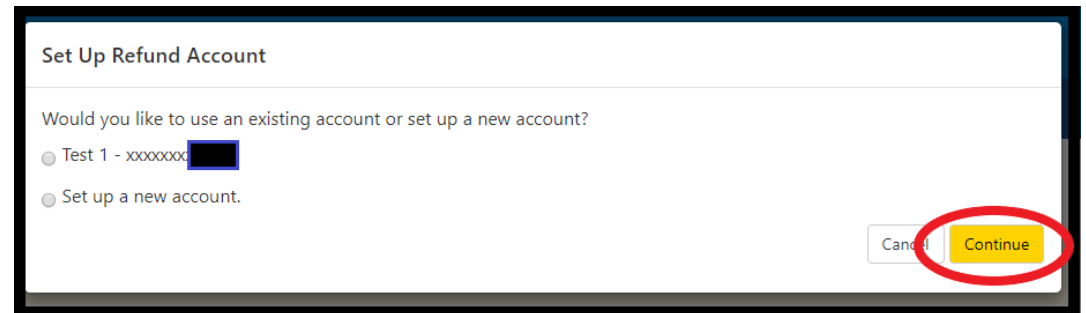 Set Up Refund Account
Would you like to use an existing account or set up a new account?
Test 1 - xxxxxxxx
Set up a new account.
Cancel Continue